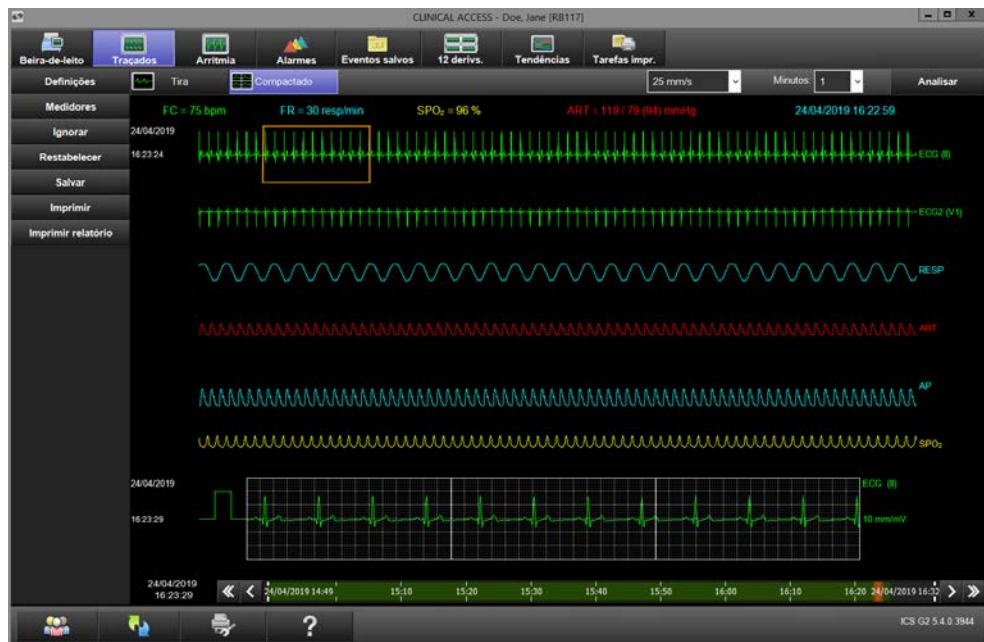 CLINICAL ACCESS - Doe, Jane [RB117]
Beira-de-leito Traçados Arritmia Alarmes Eventos salvos 12 derivs. Tendências Tarefas impr.
Definições Tira Compactado 25 mm/s Minutos: 1 Analisar
Medidores
FC = 75 bpm FR = 30 resp/min SPO₂ = 96 % ART = 119 / 79 (94) mmHg 24/04/2019 16:22:59
Ignorar
24/04/2019
Restabelecer
16:23:24
ECG (II)
Salvar
Imprimir
ECG2 (V1)
Imprimir relatório
RESP
ART
AP
SPO₂
24/04/2019
ECG (II)
16:23:29
10 mm/mV
24/04/2019
16:23:29
24/04/2019 14:49 15:10 15:20 15:30 15:40 15:50 16:00 16:10 16:20 24/04/2019 16:32
?
ICS G2 5.4.0.3944